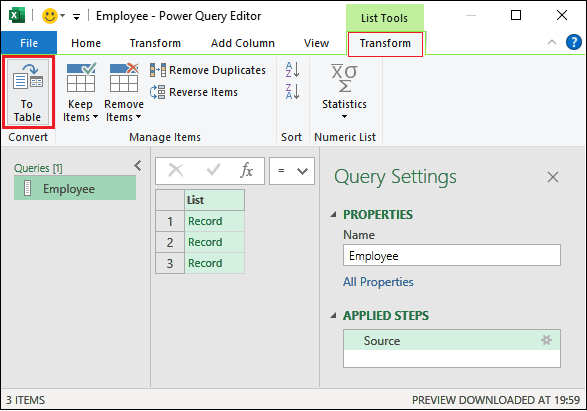 Employee - Power Query Editor
List Tools
File Home Transform Add Column View Transform
To Table
Keep Items
Remove Items
Remove Duplicates
Reverse Items
A Z
Z A
Statistics
Convert Manage Items Sort Numeric List
Queries [1]
Employee
fx =
List
1 Record
2 Record
3 Record
Query Settings
PROPERTIES
Name
Employee
All Properties
APPLIED STEPS
Source
3 ITEMS
PREVIEW DOWNLOADED AT 19:59